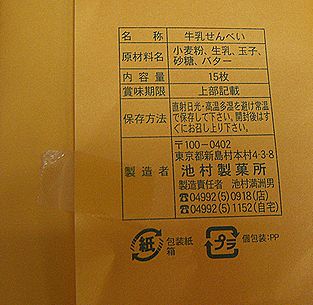 名称 牛乳せんべい
原材料名 小麦粉、生乳、玉子、
砂糖、バター
内容量 15枚
賞味期限 上部記載
保存方法 直射日光・高温多湿を避け常温
で保存して下さい。開封後はす
ぐにお召し上り下さい。
製造者 〒100-0402
東京都新島村本村4-3-8
池村製菓所
製造責任者 池村満洲男
☎04992(5)0918(店)
☎04992(5)1152(自宅)
紙 包装紙
箱
プラ 個包装:PP